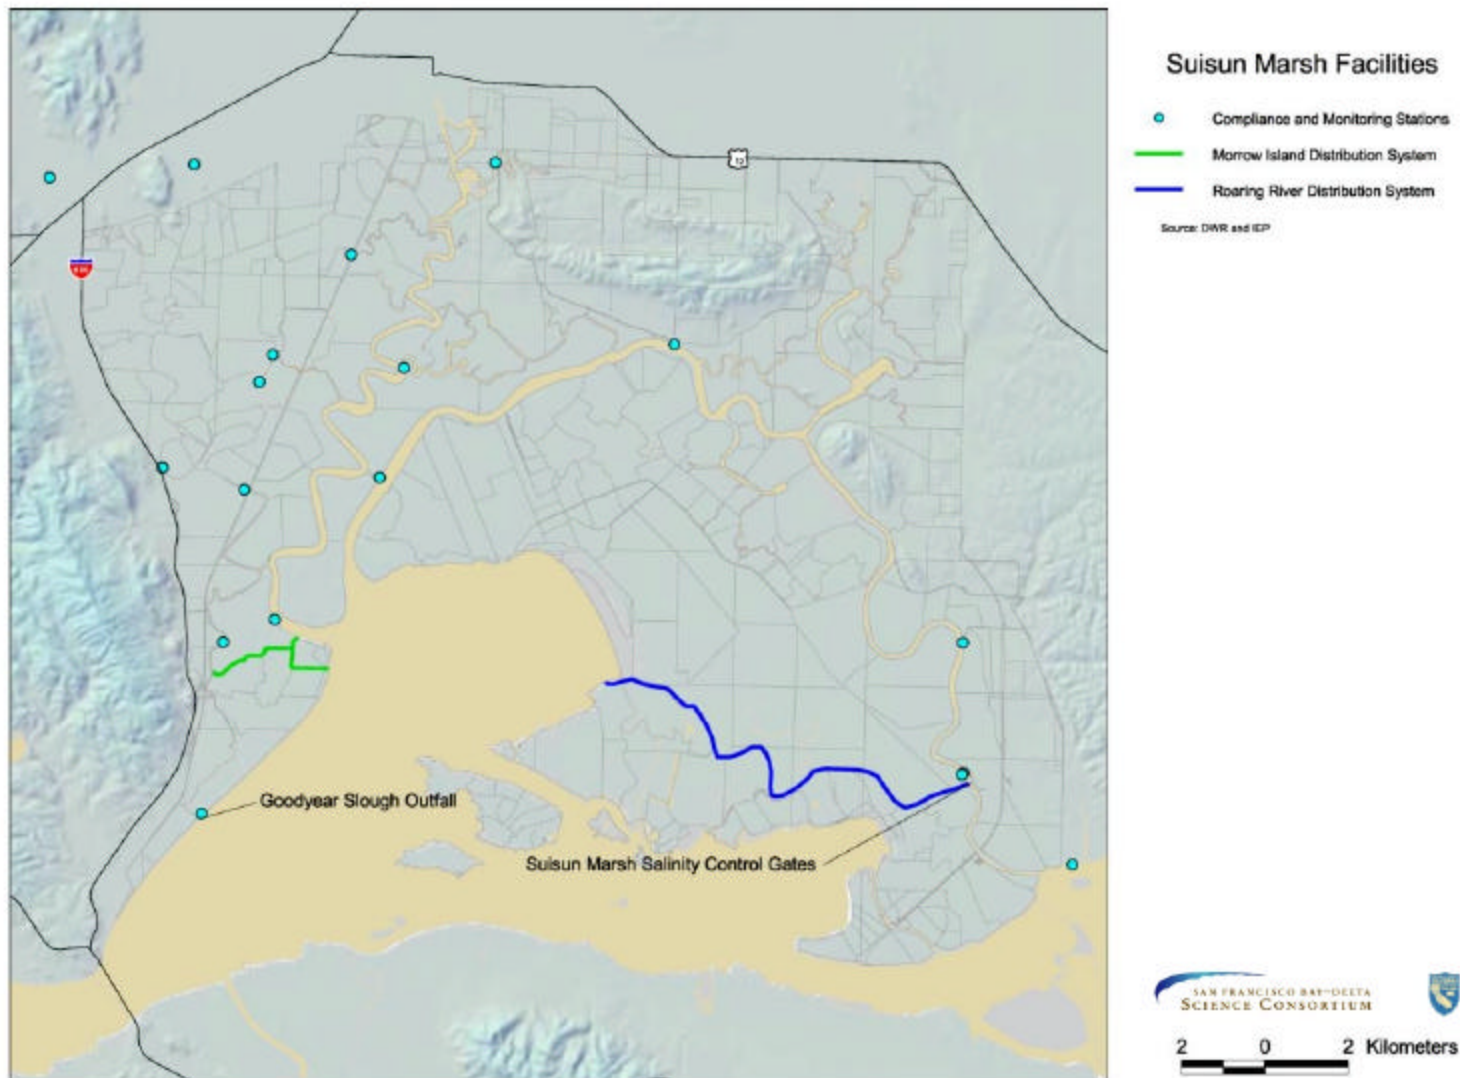 Suisun Marsh Facilities
Compliance and Monitoring Stations
Morrow Island Distribution System
Roaring River Distribution System
Source: DWR and IEP
12
Goodyear Slough Outfall
Suisun Marsh Salinity Control Gates
SAN FRANCISCO BAY-DELTA
SCIENCE CONSORTIUM
2 0 2 Kilometers